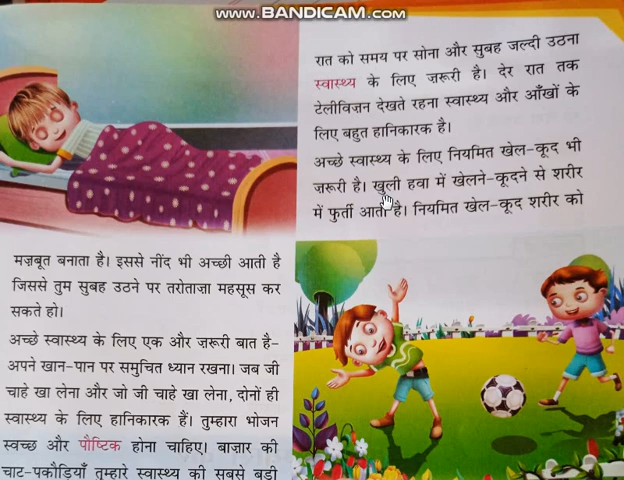 www.BANDICAM.com
रात को समय पर सोना और सुबह जल्दी उठना
स्वास्थ्य के लिए ज़रूरी है। देर रात तक
टेलीविज़न देखते रहना स्वास्थ्य और आँखों के
लिए बहुत हानिकारक है।
अच्छे स्वास्थ्य के लिए नियमित खेल-कूद भी
ज़रूरी है। खुली हवा में खेलने-कूदने से शरीर
में फुर्ती आती है। नियमित खेल-कूद शरीर को
मज़बूत बनाता है। इससे नींद भी अच्छी आती है
जिससे तुम सुबह उठने पर तरोताज़ा महसूस कर
सकते हो।
अच्छे स्वास्थ्य के लिए एक और ज़रूरी बात है-
अपने खान-पान पर समुचित ध्यान रखना। जब जी
चाहे खा लेना और जो जी चाहे खा लेना, दोनों ही
स्वास्थ्य के लिए हानिकारक हैं। तुम्हारा भोजन
स्वच्छ और पौष्टिक होना चाहिए। बाज़ार की
चाट-पकौड़ियाँ तुम्हारे स्वास्थ्य की सबसे बड़ी